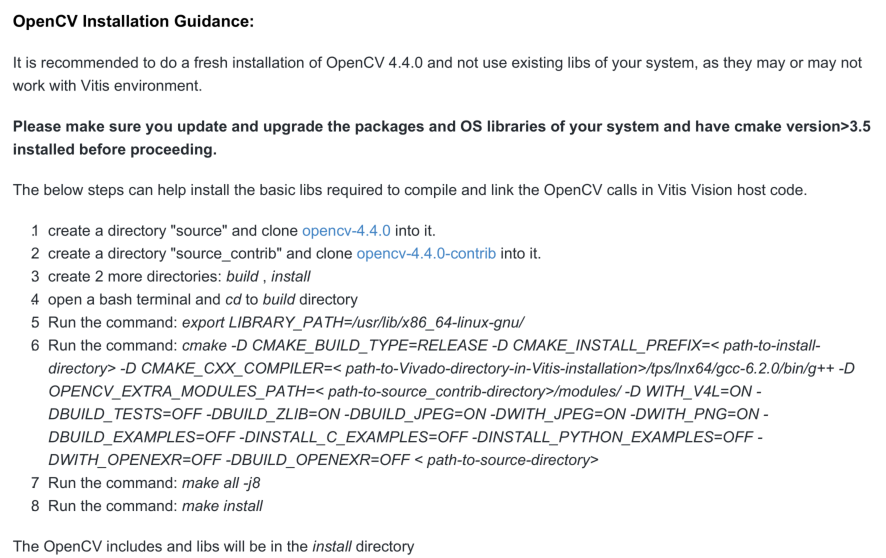 OpenCV Installation Guidance:
It is recommended to do a fresh installation of OpenCV 4.4.0 and not use existing libs of your system, as they may or may not
work with Vitis environment.
Please make sure you update and upgrade the packages and OS libraries of your system and have cmake version>3.5
installed before proceeding.
The below steps can help install the basic libs required to compile and link the OpenCV calls in Vitis Vision host code.
1 create a directory "source" and clone opencv-4.4.0 into it.
2 create a directory "source_contrib" and clone opencv-4.4.0-contrib into it.
3 create 2 more directories: build , install
4 open a bash terminal and cd to build directory
5 Run the command: export LIBRARY_PATH=/usr/lib/x86_64-linux-gnu/
6 Run the command: cmake -D CMAKE_BUILD_TYPE=RELEASE -D CMAKE_INSTALL_PREFIX=< path-to-install-
directory> -D CMAKE_CXX_COMPILER=< path-to-Vivado-directory-in-Vitis-installation>/tps/lnx64/gcc-6.2.0/bin/g++ -D
OPENCV_EXTRA_MODULES_PATH=< path-to-source_contrib-directory>/modules/ -D WITH_V4L=ON -
DBUILD_TESTS=OFF -DBUILD_ZLIB=ON -DBUILD_JPEG=ON -DWITH_JPEG=ON -DWITH_PNG=ON -
DBUILD_EXAMPLES=OFF -DINSTALL_C_EXAMPLES=OFF -DINSTALL_PYTHON_EXAMPLES=OFF -
DWITH_OPENEXR=OFF -DBUILD_OPENEXR=OFF < path-to-source-directory>
7 Run the command: make all -j8
8 Run the command: make install
The OpenCV includes and libs will be in the install directory